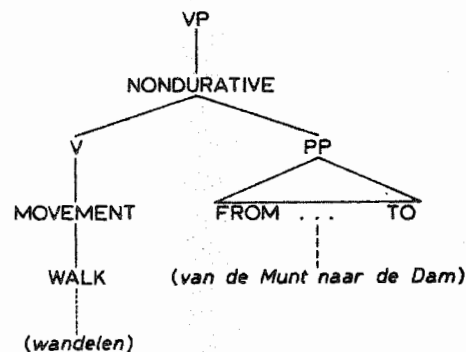 VP
NONDURATIVE
V PP
MOVEMENT FROM ... TO
WALK (van de Munt naar de Dam)
(wandelen)